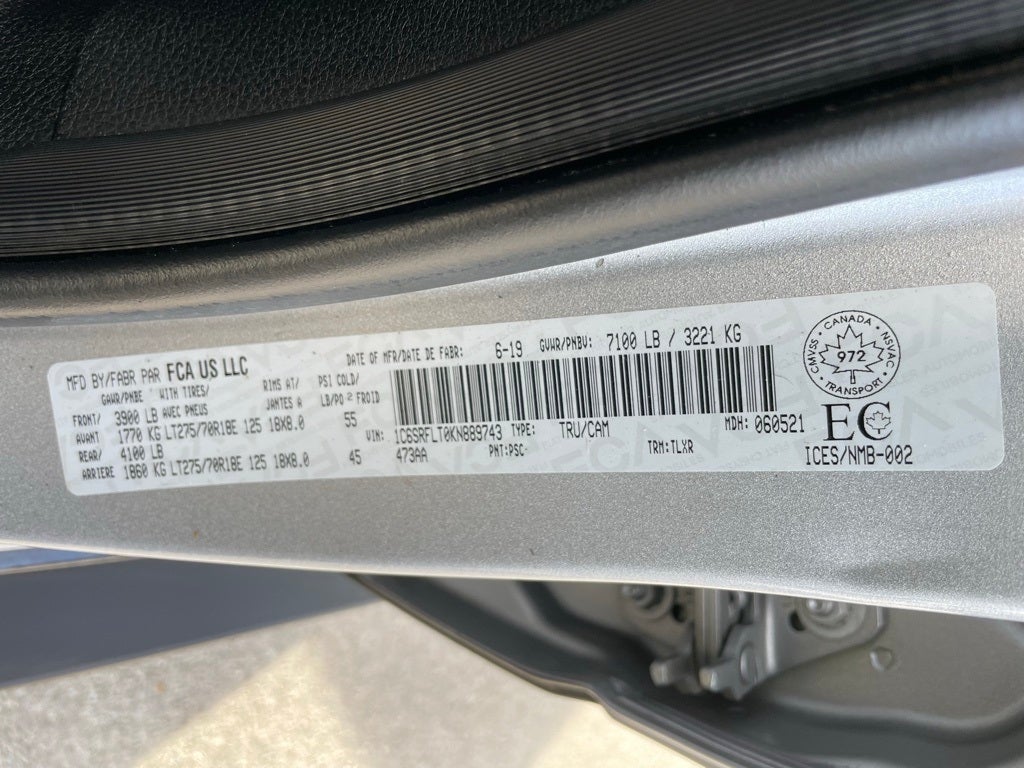 MFD BY/FABR PAR FCA US LLC
DATE OF MFR/DATE DE FABR: 6-19 GVWR/PNBV: 7100 LB / 3221 KG
GAWR/PNBE WITH TIRES/ RIMS AT/ PSI COLD/
AVEC PNEUS JANTES A LB/PO² FROID
FRONT/ 3900 LB
AVANT 1770 KG LT275/70R18E 125 18X8.0 55
REAR/ 4100 LB
ARRIERE 1860 KG LT275/70R18E 125 18X8.0 45
VIN: 1C6SRFLT0KN889743 TYPE: TRU/CAM MDH: 060521
473AA PNT:PSC TRM:TLXR
CANADA
CMVSS NSVAC
972
TRANSPORT
EC
ICES/NMB-002